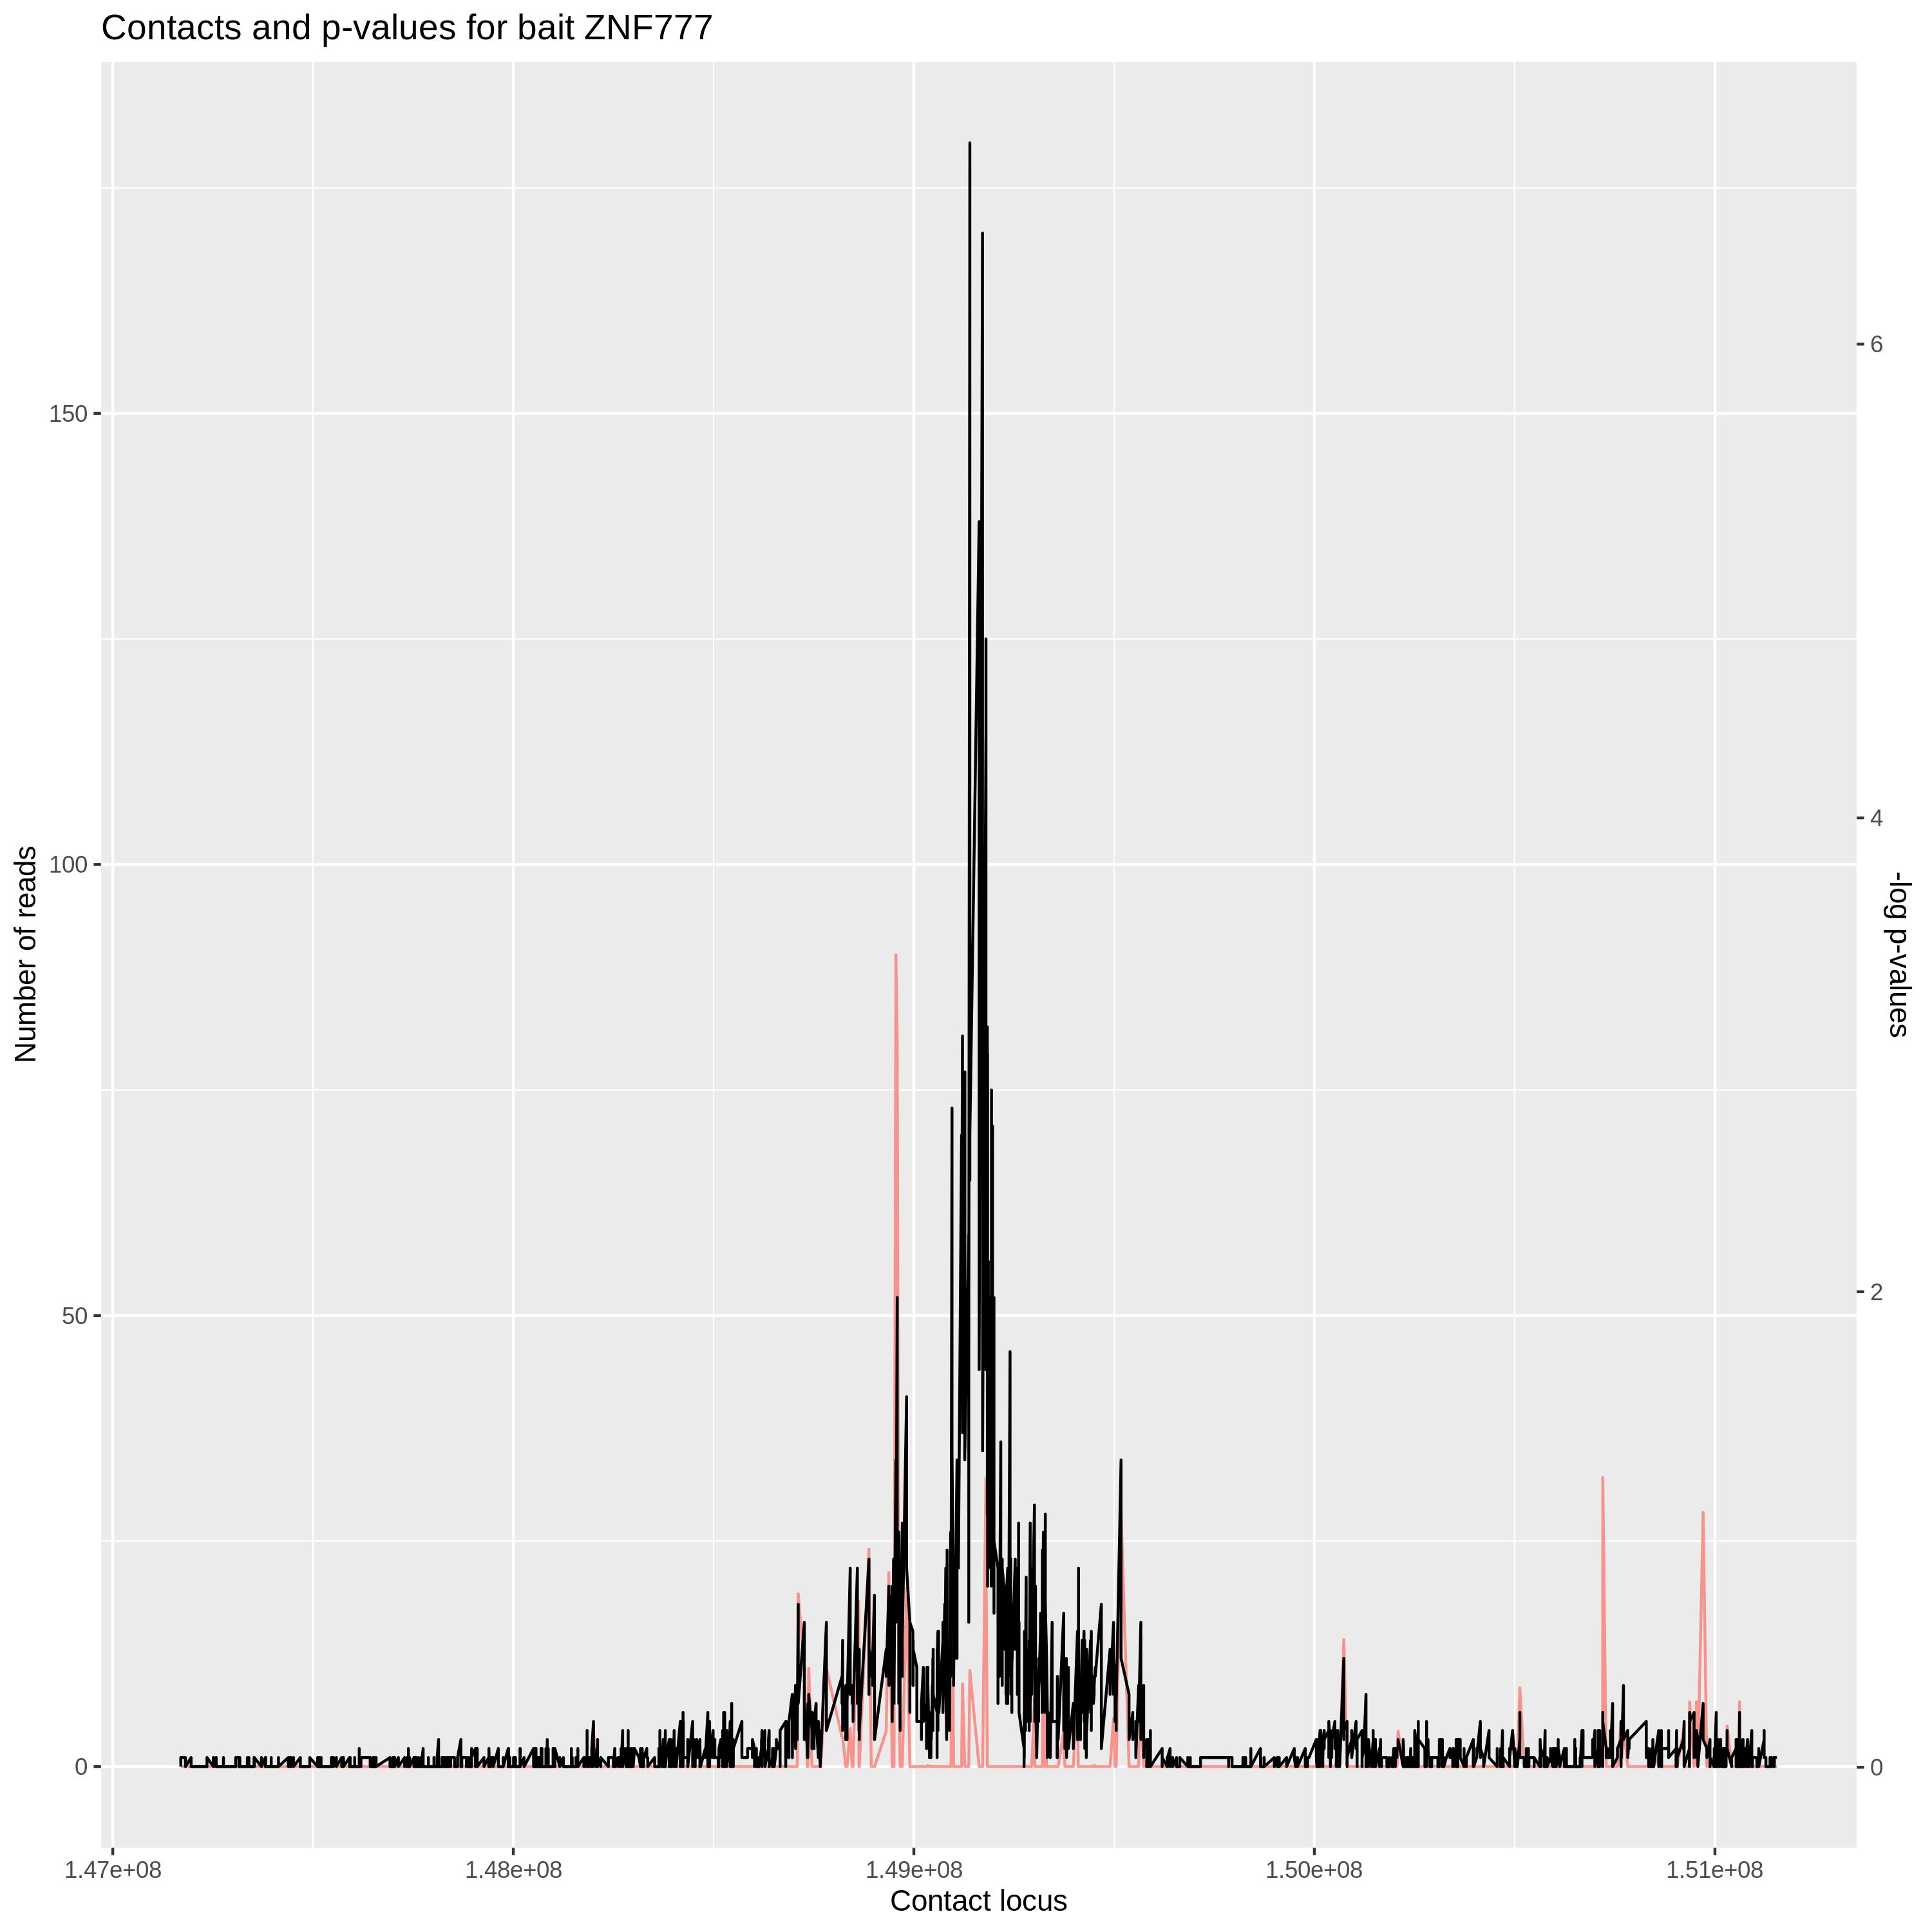 Contacts and p-values for bait ZNF777
Number of reads
150
100
50
0
6
4
2
0
-log p-values
1.47e+08
1.48e+08
1.49e+08
1.50e+08
1.51e+08
Contact locus